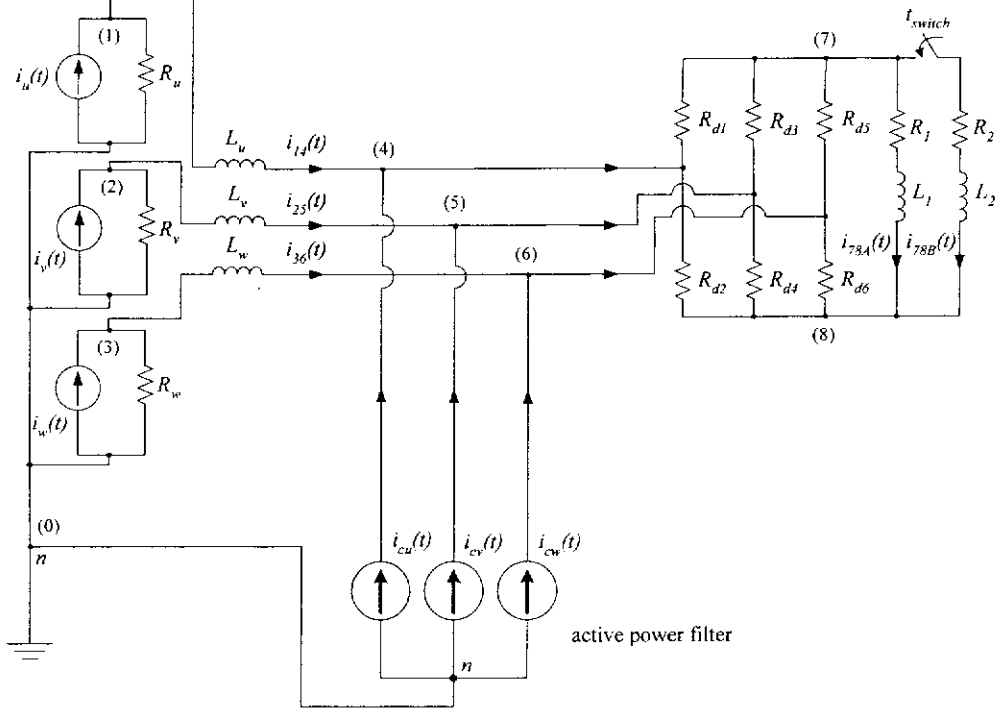 t_switch
(1)
i_u(t)
R_u
(7)
R_d1
R_d3
R_d5
R_1
R_2
L_u
i_14(t)
(4)
(2)
L_v
i_25(t)
(5)
L_1
L_2
R_v
L_w
i_36(t)
(6)
i_78A(t)
i_78B(t)
i_v(t)
R_d2
R_d4
R_d6
(3)
(8)
R_w
i_w(t)
(0)
n
i_cu(t)
i_cv(t)
i_cw(t)
active power filter
n